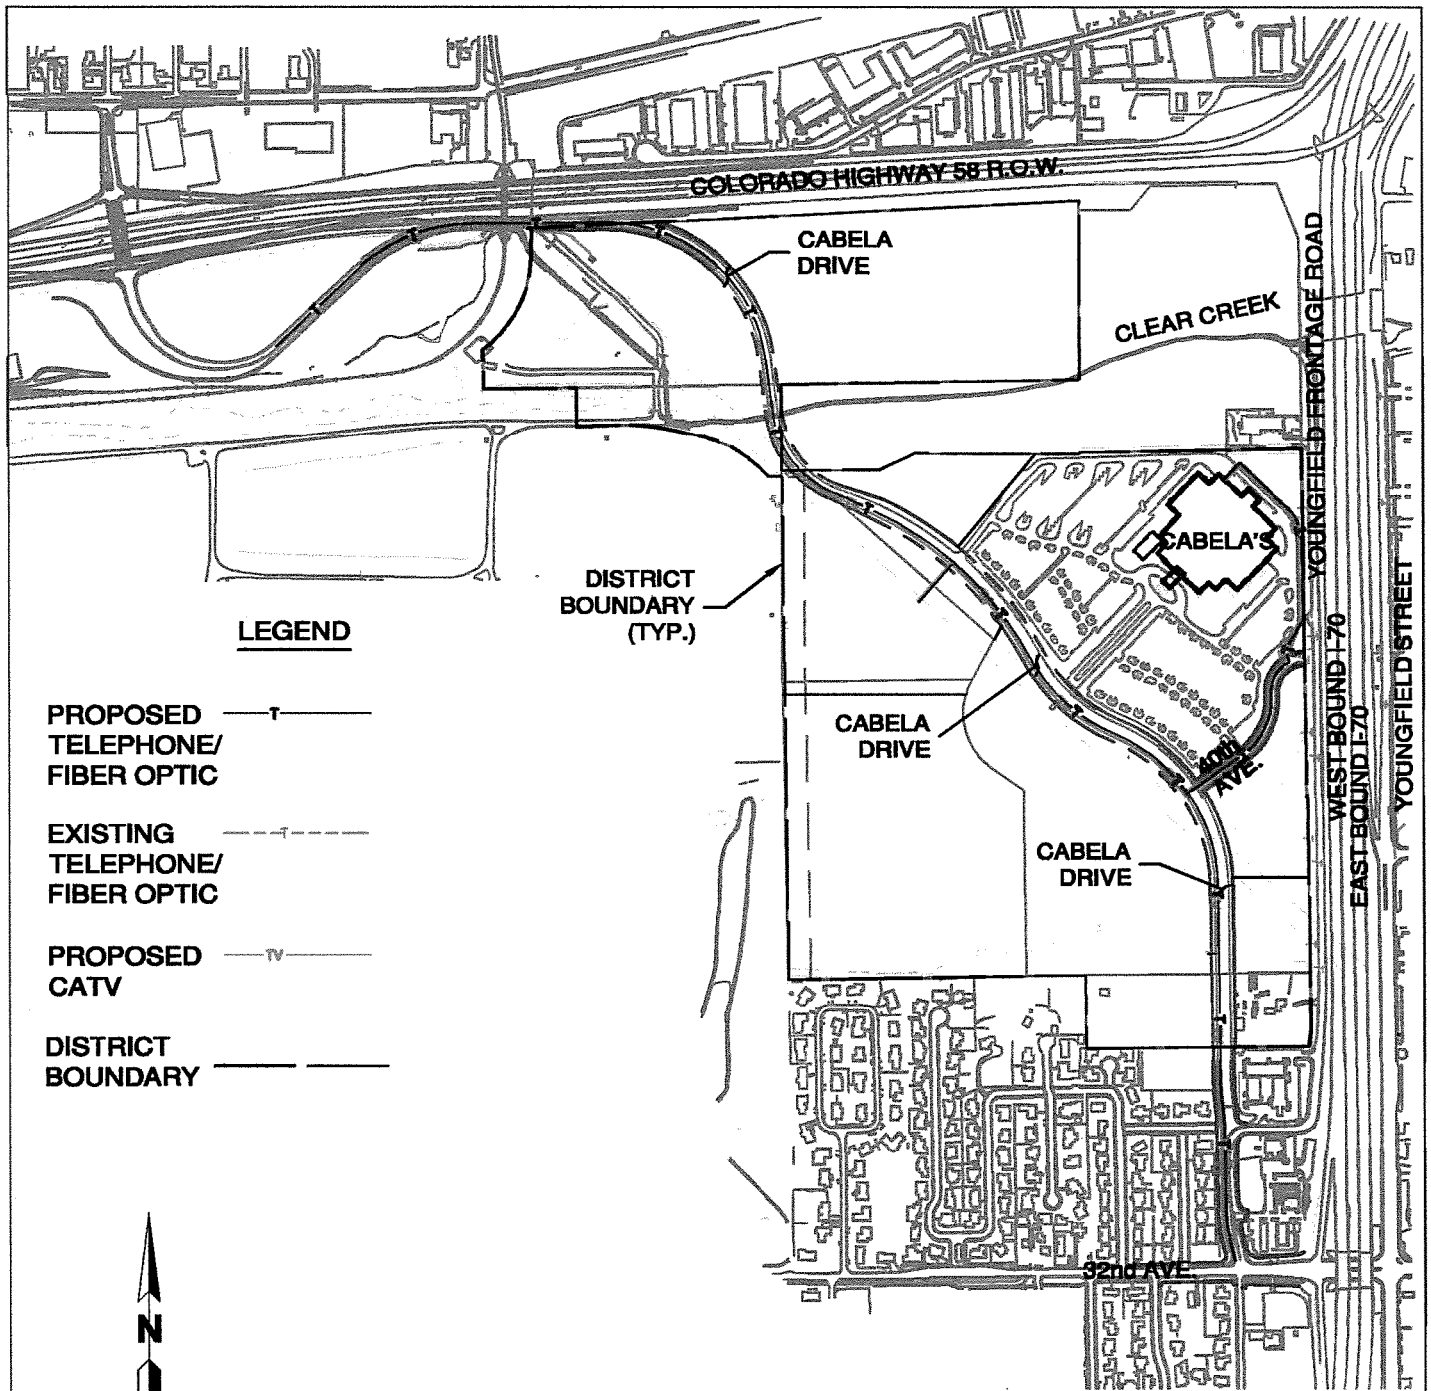 COLORADO HIGHWAY 58 R.O.W.
CABELA
DRIVE
CLEAR CREEK
YOUNGFIELD FRONTAGE ROAD
CABELA'S
DISTRICT
BOUNDARY
(TYP.)
LEGEND
PROPOSED
TELEPHONE/
FIBER OPTIC
T
EXISTING
TELEPHONE/
FIBER OPTIC
T
PROPOSED
CATV
TV
DISTRICT
BOUNDARY
CABELA
DRIVE
40th
AVE.
CABELA
DRIVE
WEST BOUND I-70
EAST BOUND I-70
YOUNGFIELD STREET
32nd AVE.
N